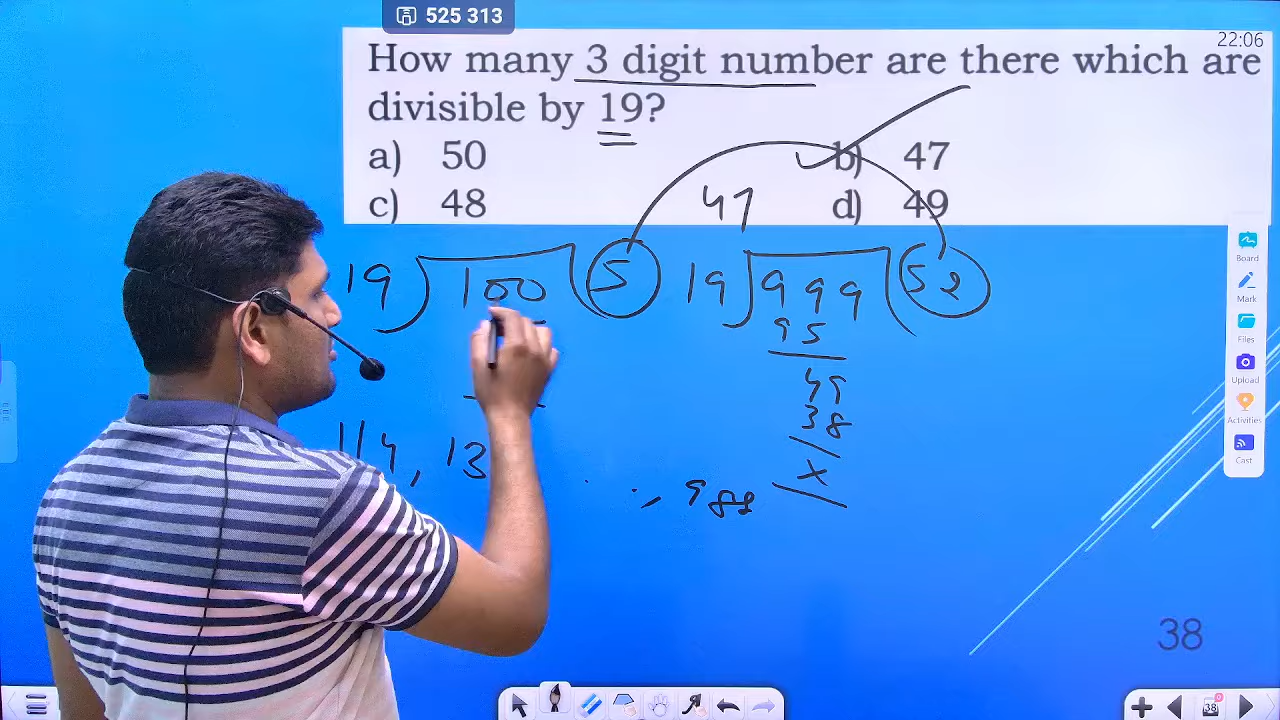 525 313
22:06
How many 3 digit number are there which are
divisible by 19?
a) 50 b) 47
c) 48 d) 49
47
19 100 5 19 999 52
95
49
38
x
114, 13 . . . ., 988
Board
Mark
Files
Upload
Activities
Cast
38
38